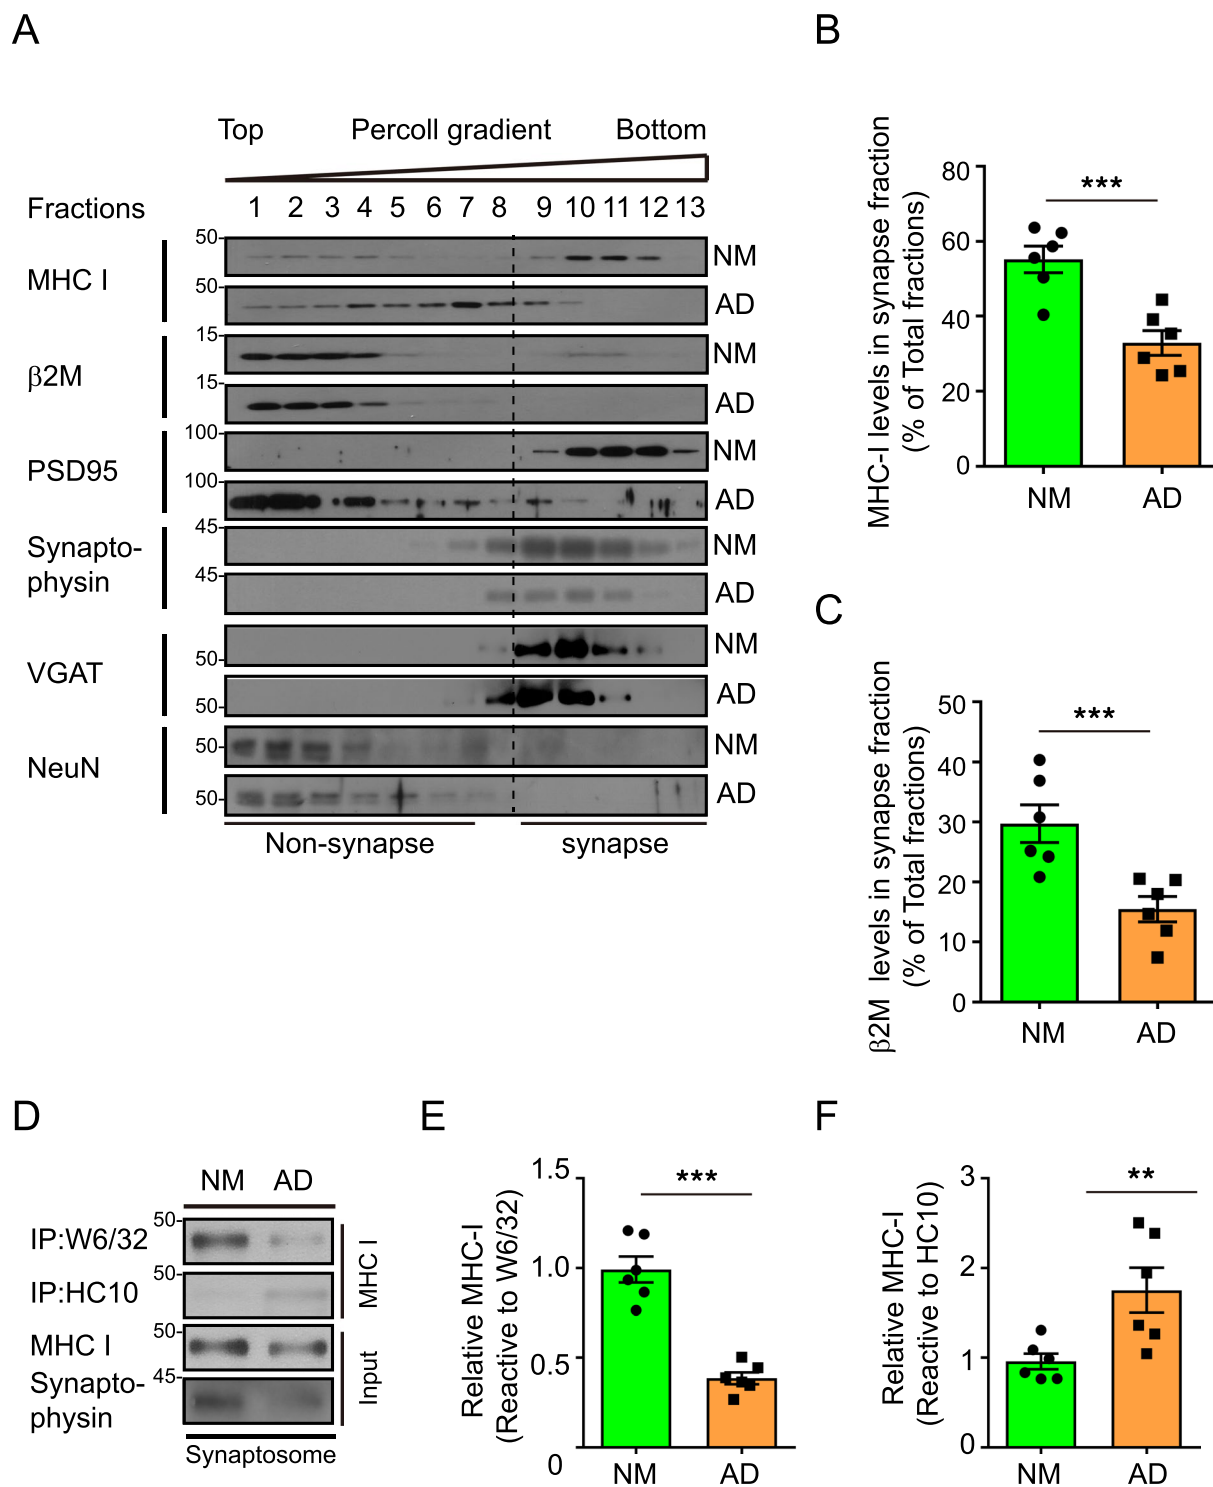 A
Top Percoll gradient Bottom
Fractions 1 2 3 4 5 6 7 8 9 10 11 12 13
MHC I
50- NM
50- AD
β2M
15- NM
15- AD
PSD95
100- NM
100- AD
Synapto-
physin
45- NM
45- AD
VGAT
50- NM
50- AD
NeuN
50- NM
50- AD
Non-synapse synapse
B
MHC-I levels in synapse fraction
(% of Total fractions)
80
60
40
20
0
***
NM AD
C
β2M levels in synapse fraction
(% of Total fractions)
50
40
30
20
10
0
***
NM AD
D
NM AD
IP:W6/32 50-
IP:HC10 50-
MHC I
MHC I 50-
Synapto-
physin
45-
Input
Synaptosome
E
Relative MHC-I
(Reactive to W6/32)
1.5
1.0
0.5
0
***
NM AD
F
Relative MHC-I
(Reactive to HC10)
3
2
1
0
**
NM AD